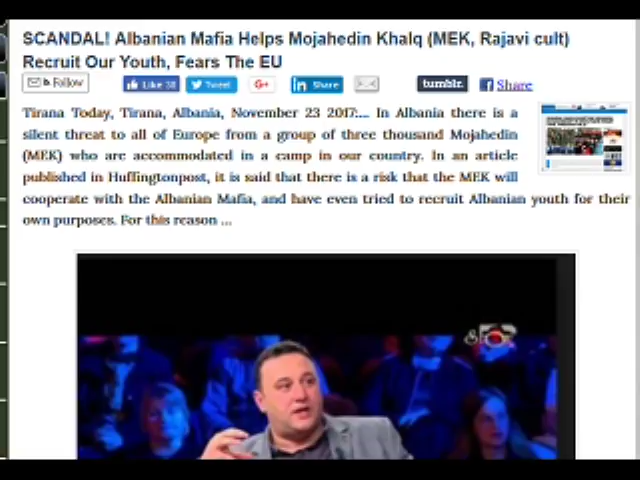 SCANDAL! Albanian Mafia Helps Mojahedin Khalq (MEK, Rajavi cult)
Recruit Our Youth, Fears The EU
Follow
Like 38
Tweet
G+
in Share
tumblr.
Share
Tirana Today, Tirana, Albania, November 23 2017:... In Albania there is a
silent threat to all of Europe from a group of three thousand Mojahedin
(MEK) who are accommodated in a camp in our country. In an article
published in Huffingtonpost, it is said that there is a risk that the MEK will
cooperate with the Albanian Mafia, and have even tried to recruit Albanian youth for their
own purposes. For this reason ...